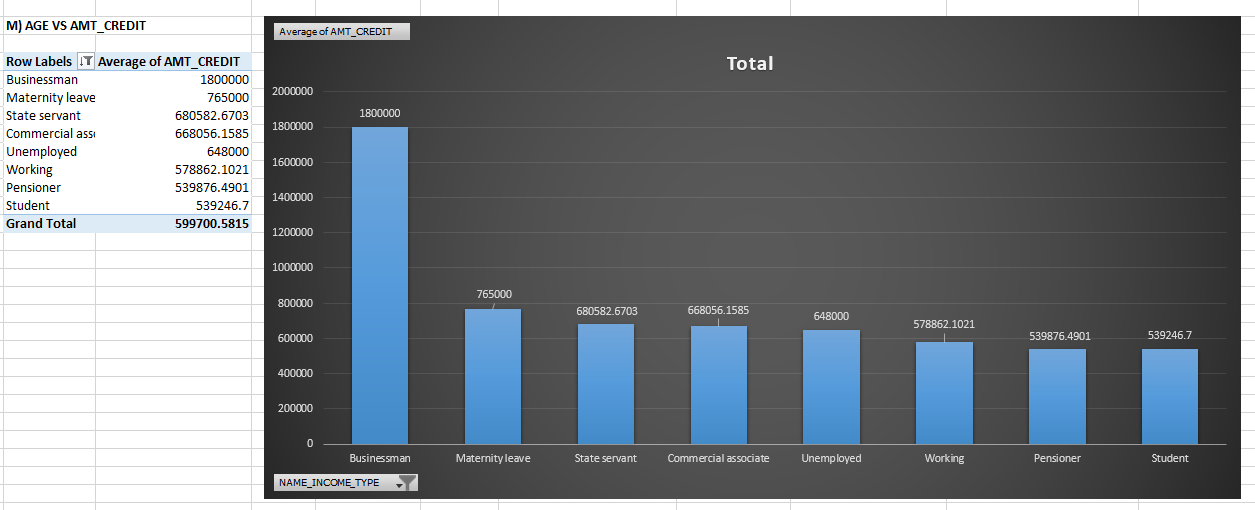 M) AGE VS AMT_CREDIT
Row Labels Average of AMT_CREDIT
Businessman 1800000
Maternity leave 765000
State servant 680582.6703
Commercial asso 668056.1585
Unemployed 648000
Working 578862.1021
Pensioner 539876.4901
Student 539246.7
Grand Total 599700.5815
Average of AMT_CREDIT
Total
2000000
1800000
1600000
1400000
1200000
1000000
800000
600000
400000
200000
0
1800000
765000
680582.6703
668056.1585
648000
578862.1021
539876.4901
539246.7
Businessman Maternity leave State servant Commercial associate Unemployed Working Pensioner Student
NAME_INCOME_TYPE